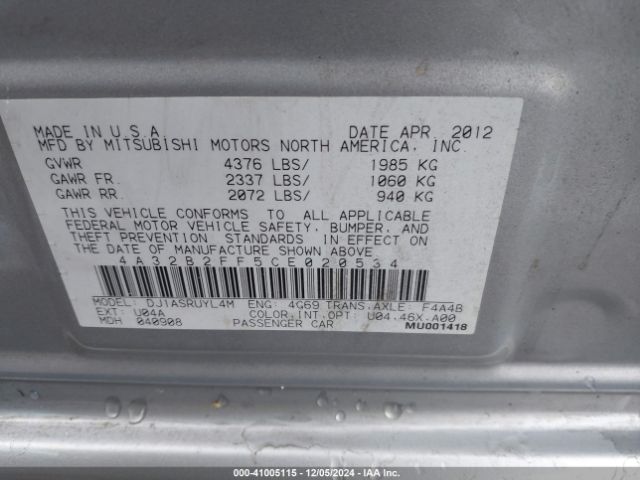 MADE IN U.S.A. DATE APR. 2012
MFD BY MITSUBISHI MOTORS NORTH AMERICA, INC.
GVWR 4376 LBS/ 1985 KG
GAWR FR. 2337 LBS/ 1060 KG
GAWR RR. 2072 LBS/ 940 KG
THIS VEHICLE CONFORMS TO ALL APPLICABLE
FEDERAL MOTOR VEHICLE SAFETY, BUMPER, AND
THEFT PREVENTION STANDARDS IN EFFECT ON
THE DATE OF MANUFACTURE SHOWN ABOVE
4A32B2FF5CE020534
MODEL: DJ1ASRUYL4M ENG: 4G69 TRANS.AXLE: F4A4B
EXT: U04A COLOR.INT.OPT: U04.46X.A00
MDH 040908 PASSENGER CAR MU001418
000-41005115 - 12/05/2024 - IAA Inc.